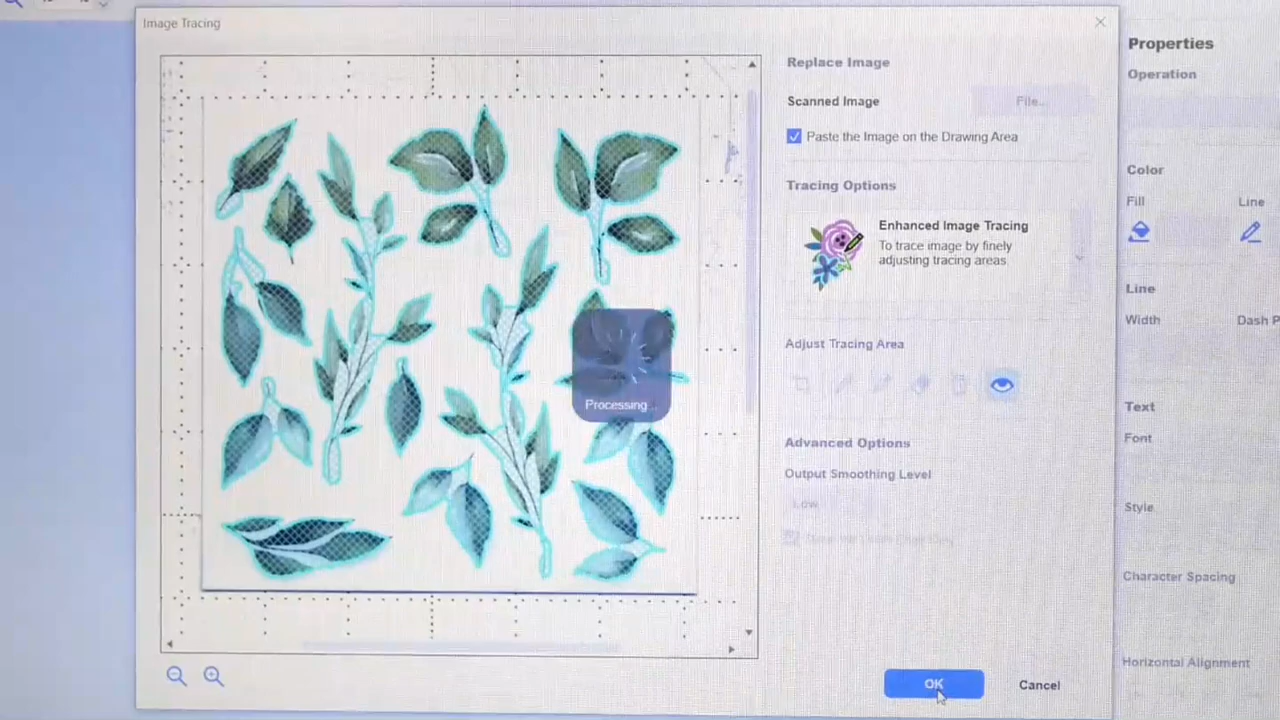 Image Tracing
Replace Image
Scanned Image
File...
Paste the Image on the Drawing Area
Tracing Options
Enhanced Image Tracing
To trace image by finely
adjusting tracing areas.
Adjust Tracing Area
Processing...
Advanced Options
Output Smoothing Level
Low
OK
Cancel
Properties
Operation
Color
Fill
Line
Line
Width
Dash P
Text
Font
Style
Character Spacing
Horizontal Alignment